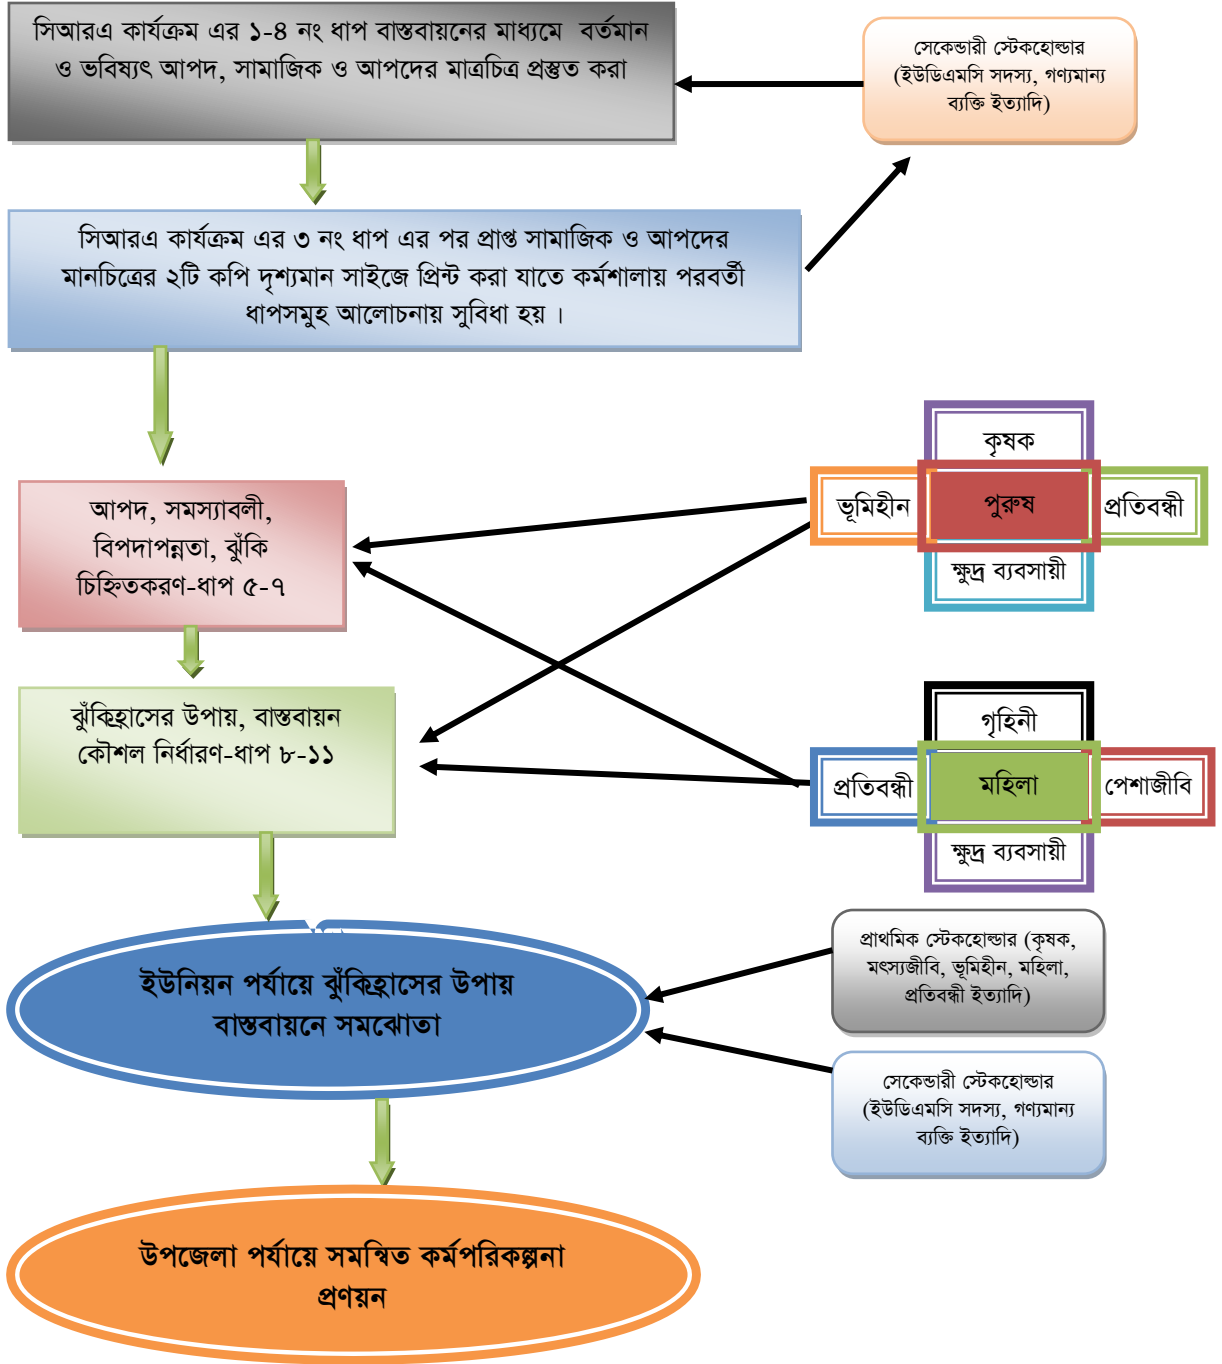 সিআরএ কার্যক্রম এর ১-৪ নং ধাপ বাস্তবায়নের মাধ্যমে বর্তমান
ও ভবিষ্যৎ আপদ, সামাজিক ও আপদের মাত্রচিত্র প্রস্তুত করা
সেকেন্ডারী স্টেকহোল্ডার
(ইউডিএমসি সদস্য, গণ্যমান্য
ব্যক্তি ইত্যাদি)
সিআরএ কার্যক্রম এর ৩ নং ধাপ এর পর প্রাপ্ত সামাজিক ও আপদের
মানচিত্রের ২টি কপি দৃশ্যমান সাইজে প্রিন্ট করা যাতে কর্মশালায় পরবর্তী
ধাপসমুহ আলোচনায় সুবিধা হয় ।
কৃষক
ভূমিহীন
পুরুষ
প্রতিবন্ধী
ক্ষুদ্র ব্যবসায়ী
আপদ, সমস্যাবলী,
বিপদাপন্নতা, ঝুঁকি
চিহ্নিতকরণ-ধাপ ৫-৭
ঝুঁকিহ্রাসের উপায়, বাস্তবায়ন
কৌশল নির্ধারণ-ধাপ ৮-১১
গৃহিনী
প্রতিবন্ধী
মহিলা
পেশাজীবি
ক্ষুদ্র ব্যবসায়ী
ইউনিয়ন পর্যায়ে ঝুঁকিহ্রাসের উপায়
বাস্তবায়নে সমঝোতা
প্রাথমিক স্টেকহোল্ডার (কৃষক,
মৎস্যজীবি, ভূমিহীন, মহিলা,
প্রতিবন্ধী ইত্যাদি)
সেকেন্ডারী স্টেকহোল্ডার
(ইউডিএমসি সদস্য, গণ্যমান্য
ব্যক্তি ইত্যাদি)
উপজেলা পর্যায়ে সমন্বিত কর্মপরিকল্পনা
প্রণয়ন